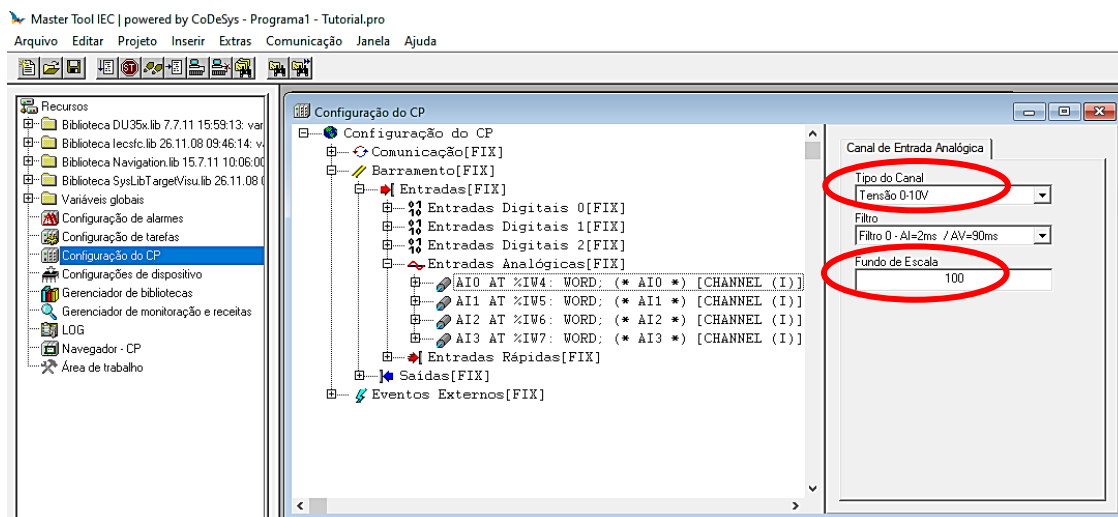 Master Tool IEC | powered by CoDeSys - Programa1 - Tutorial.pro
Arquivo Editar Projeto Inserir Extras Comunicação Janela Ajuda
Recursos
Biblioteca DU35x.lib 7.7.11 15:59:13: var
Biblioteca Iecsfc.lib 26.11.08 09:46:14: v
Biblioteca Navigation.lib 15.7.11 10:06:00
Biblioteca SysLibTargetVisu.lib 26.11.08
Variáveis globais
Configuração de alarmes
Configuração de tarefas
Configuração do CP
Configurações de dispositivo
Gerenciador de bibliotecas
Gerenciador de monitoração e receitas
LOG
Navegador - CP
Área de trabalho
Configuração do CP
Configuração do CP
Comunicação[FIX]
Barramento[FIX]
Entradas[FIX]
Entradas Digitais 0[FIX]
Entradas Digitais 1[FIX]
Entradas Digitais 2[FIX]
Entradas Analógicas[FIX]
AI0 AT %IW4: WORD; (* AI0 *) [CHANNEL (I)]
AI1 AT %IW5: WORD; (* AI1 *) [CHANNEL (I)]
AI2 AT %IW6: WORD; (* AI2 *) [CHANNEL (I)]
AI3 AT %IW7: WORD; (* AI3 *) [CHANNEL (I)]
Entradas Rápidas[FIX]
Saídas[FIX]
Eventos Externos[FIX]
Canal de Entrada Analógica
Tipo do Canal
Tensão 0-10V
Filtro
Filtro 0 - AI=2ms / AV=90ms
Fundo de Escala
100